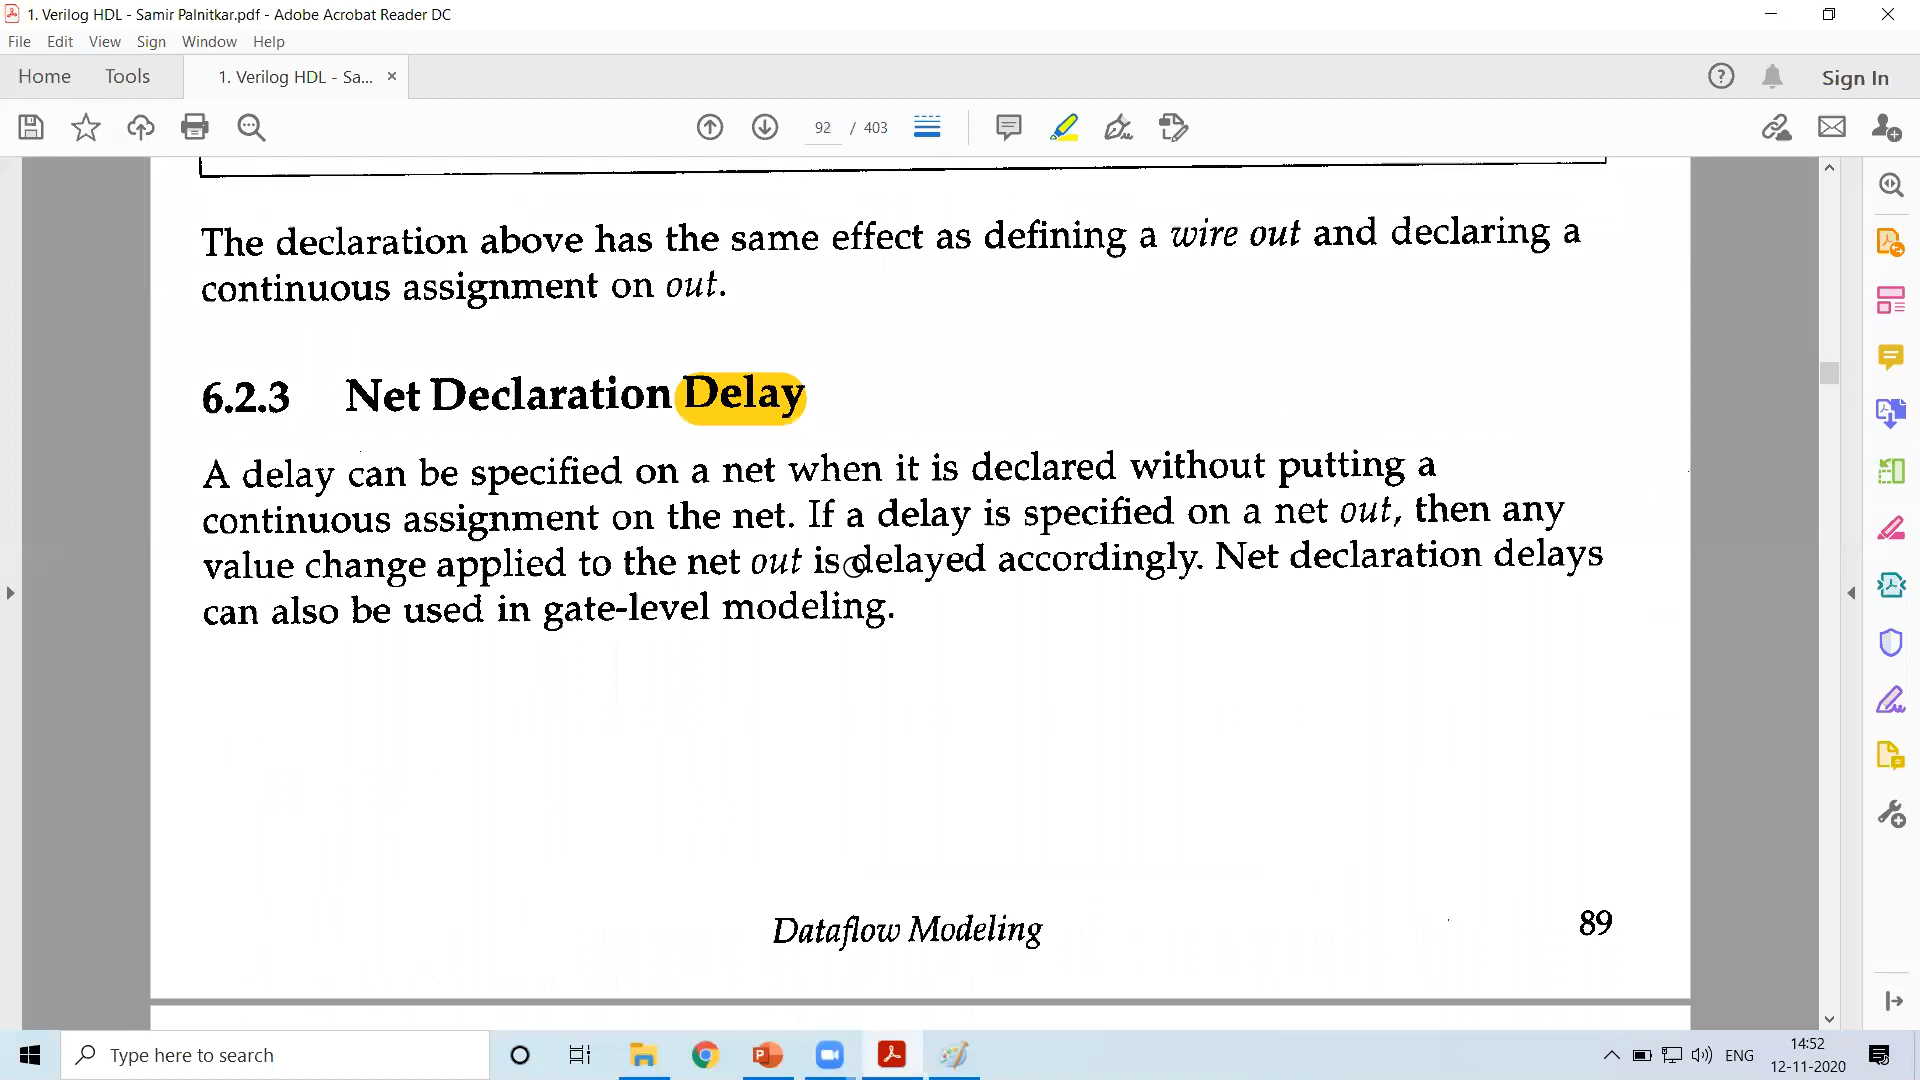 1. Verilog HDL - Samir Palnitkar.pdf - Adobe Acrobat Reader DC
File Edit View Sign Window Help
Home Tools 1. Verilog HDL - Sa... × Sign In
92 / 403
The declaration above has the same effect as defining a wire out and declaring a
continuous assignment on out.
6.2.3 Net Declaration Delay
A delay can be specified on a net when it is declared without putting a
continuous assignment on the net. If a delay is specified on a net out, then any
value change applied to the net out is delayed accordingly. Net declaration delays
can also be used in gate-level modeling.
Dataflow Modeling 89
Type here to search
ENG
14:52
12-11-2020